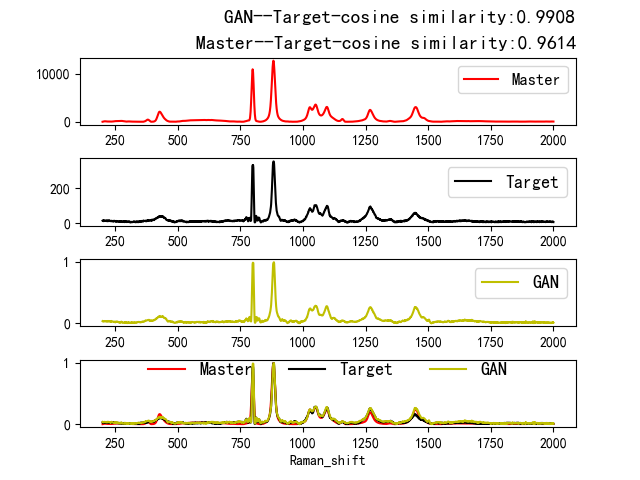 GAN--Target-cosine similarity:0.9908
Master--Target-cosine similarity:0.9614
10000
0
Master
250 500 750 1000 1250 1500 1750 2000
200
0
Target
250 500 750 1000 1250 1500 1750 2000
1
0
GAN
250 500 750 1000 1250 1500 1750 2000
1
0
Master Target GAN
250 500 750 1000 1250 1500 1750 2000
Raman_shift